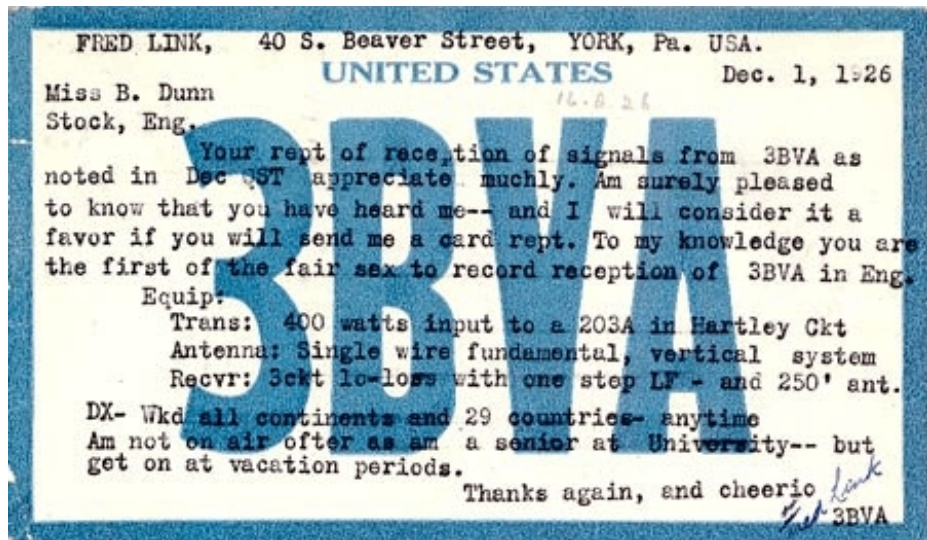 FRED LINK, 40 S. Beaver Street, YORK, Pa. USA.
UNITED STATES
Dec. 1, 1926
Miss B. Dunn
16.8.26
Stock, Eng.
3BVA
Your rept of reception of signals from 3BVA as
noted in Dec QST appreciate muchly. Am surely pleased
to know that you have heard me-- and I will consider it a
favor if you will send me a card rept. To my knowledge you are
the first of the fair sex to record reception of 3BVA in Eng.
Equip:
Trans: 400 watts input to a 203A in Hartley Ckt
Antenna: Single wire fundamental, vertical system
Recvr: 3ckt lo-loss with one step LF - and 250' ant.
DX- Wkd all continents and 29 countries- anytime
Am not on air ofter as am a senior at University-- but
get on at vacation periods.
Thanks again, and cheerio
Fred Link
3BVA